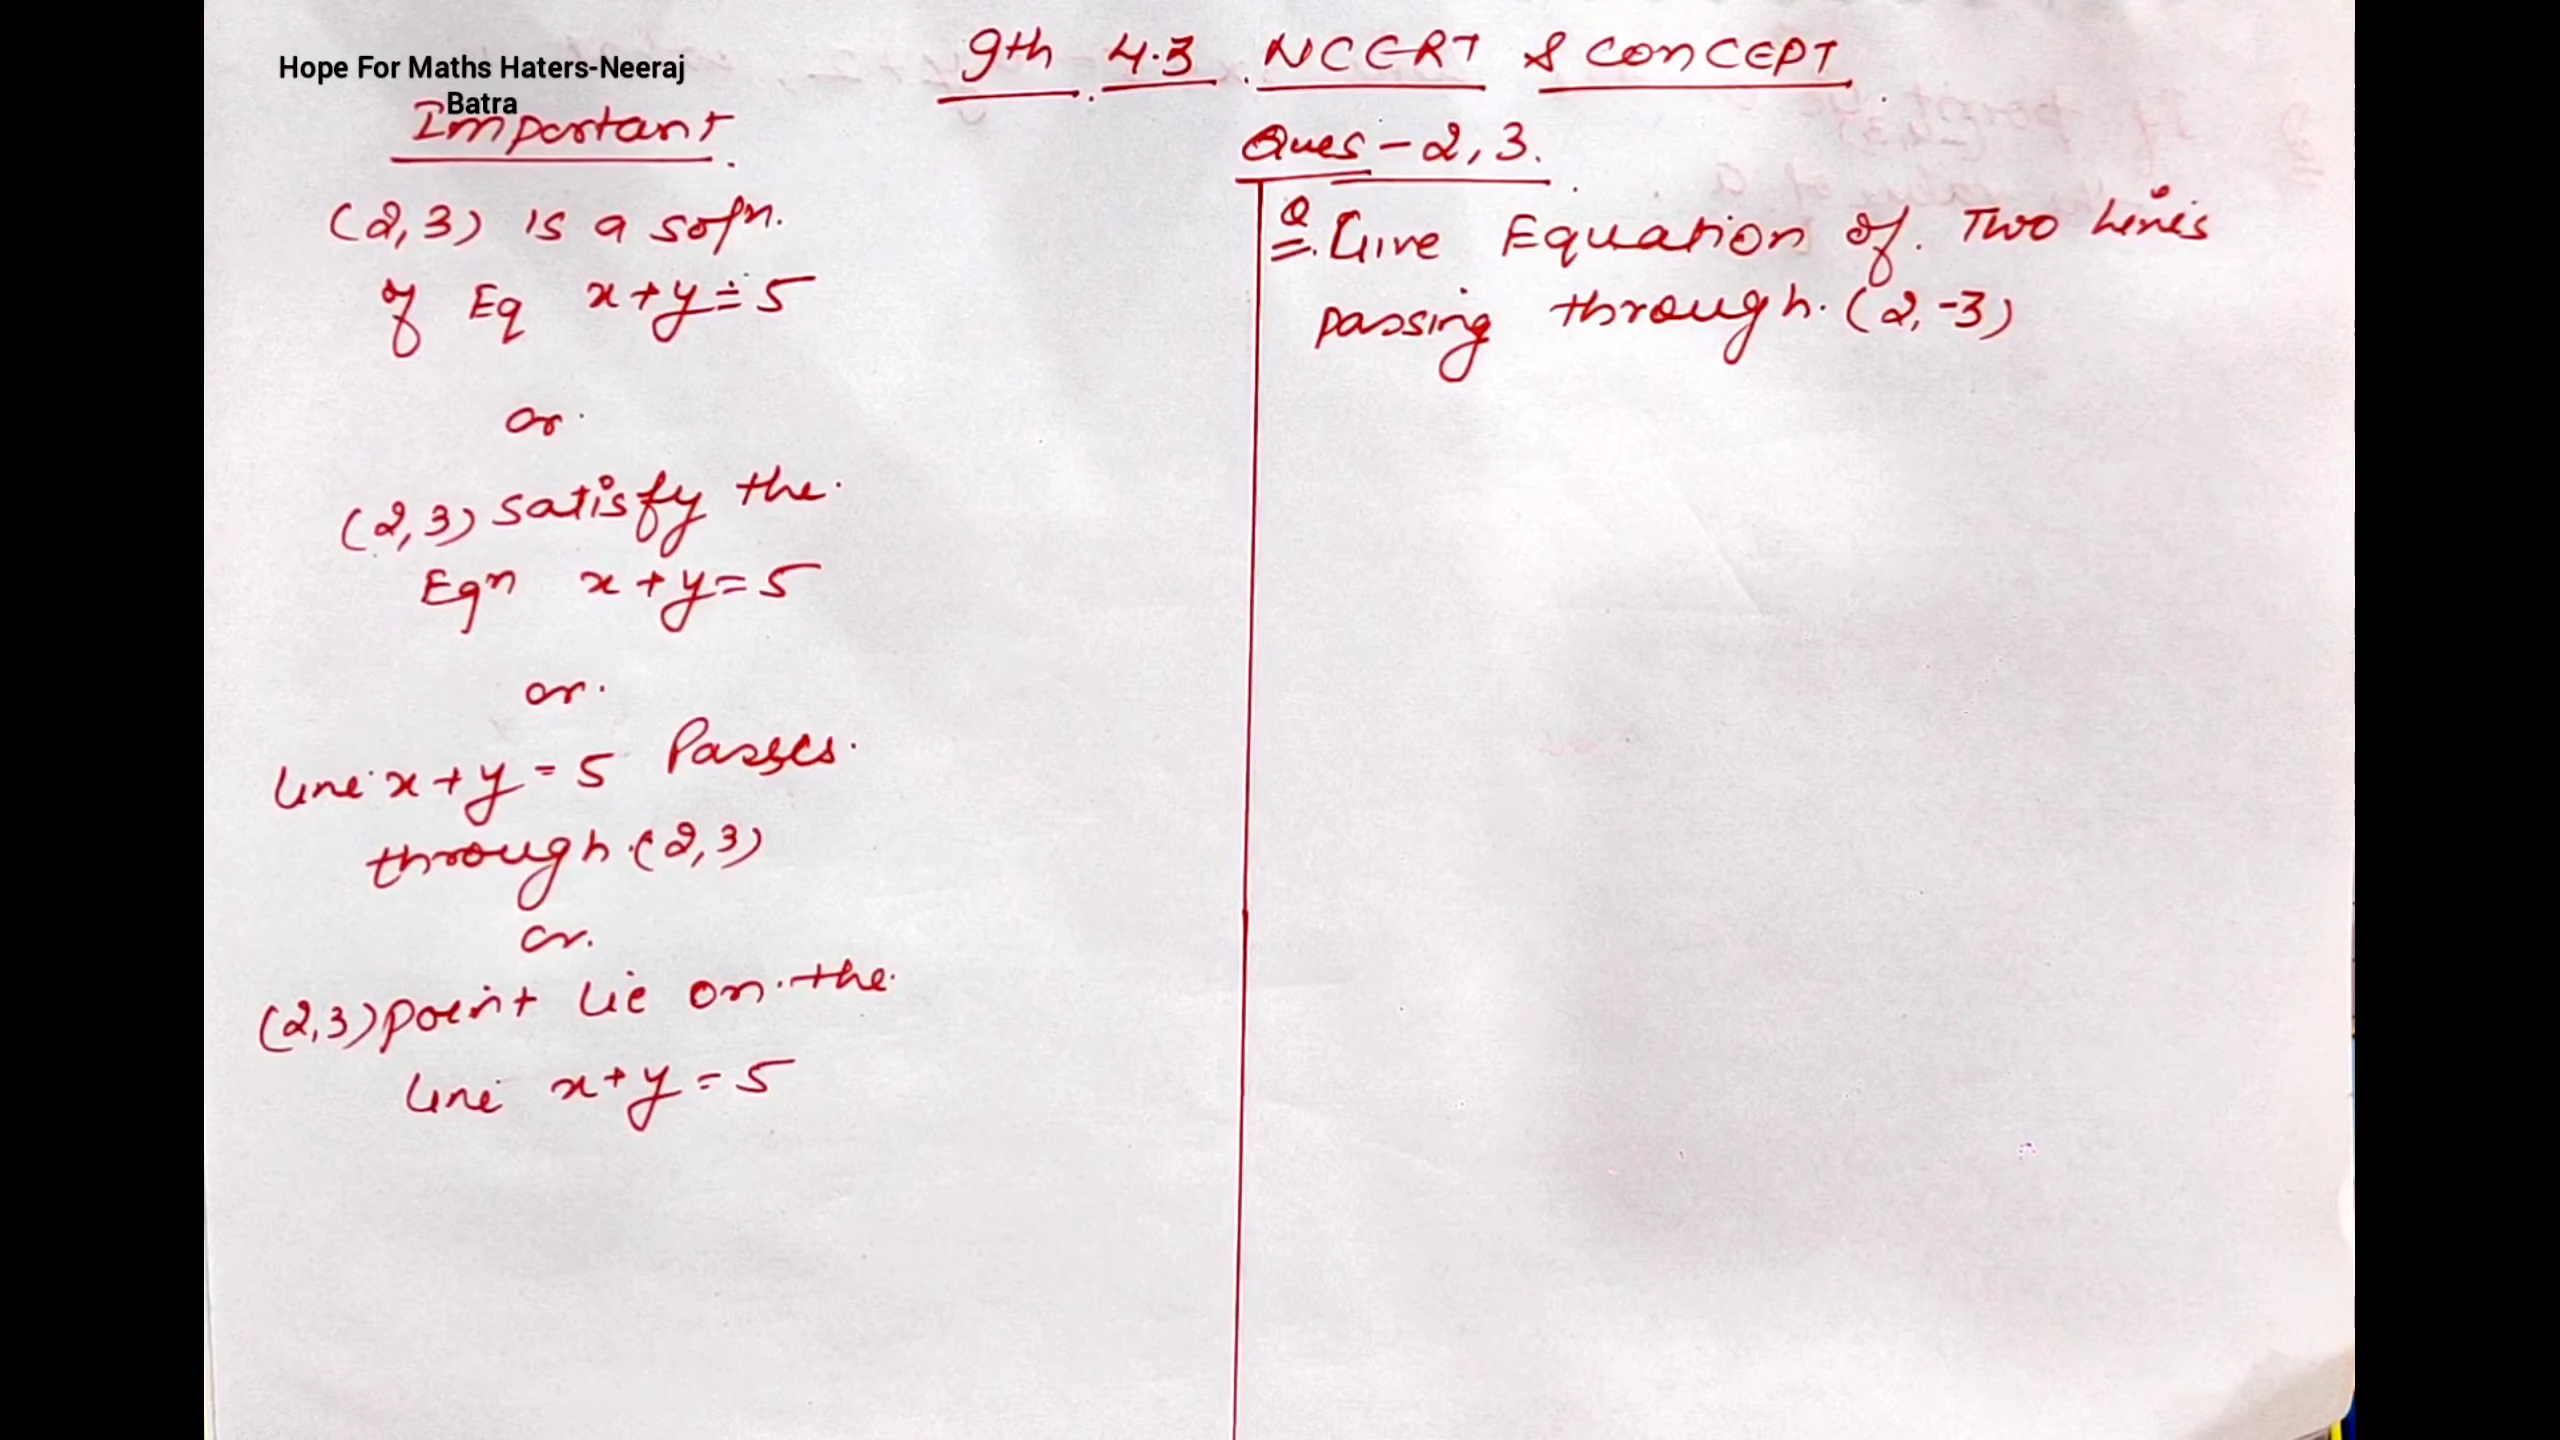 Hope For Maths Haters-Neeraj
Batra
9th 4.3 NCERT & CONCEPT
Important
(2,3) is a soln.
of Eq x+y=5
or
(2,3) satisfy the
Eqn x+y=5
or
line x+y=5 Passes
through (2,3)
or
(2,3) point lie on the
line x+y=5
Ques - 2, 3.
Q. Give Equation of Two lines
passing through (2,-3)